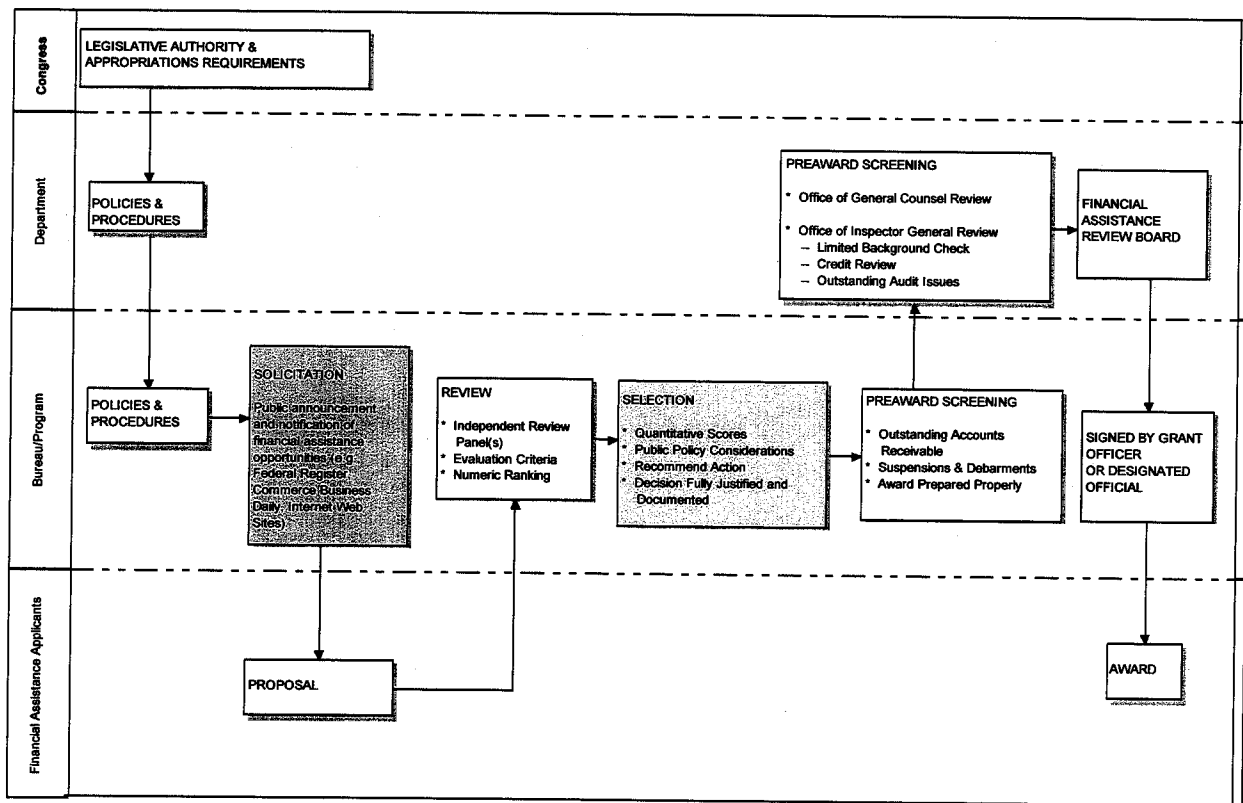 Congress
LEGISLATIVE AUTHORITY &
APPROPRIATIONS REQUIREMENTS
Department
POLICIES &
PROCEDURES
PREAWARD SCREENING
* Office of General Counsel Review
* Office of Inspector General Review
– Limited Background Check
– Credit Review
– Outstanding Audit Issues
FINANCIAL
ASSISTANCE
REVIEW BOARD
Bureau/Program
POLICIES &
PROCEDURES
SOLICITATION
Public announcement
and notification of
financial assistance
opportunities (e.g.
Federal Register,
Commerce Business
Daily, Internet Web
Sites)
REVIEW
* Independent Review
Panel(s)
* Evaluation Criteria
* Numeric Ranking
SELECTION
* Quantitative Scores
* Public Policy Considerations
* Recommend Action
* Decision Fully Justified and
Documented
PREAWARD SCREENING
* Outstanding Accounts
Receivable
* Suspensions & Debarments
* Award Prepared Properly
SIGNED BY GRANT
OFFICER
OR DESIGNATED
OFFICIAL
Financial Assistance Applicants
PROPOSAL
AWARD